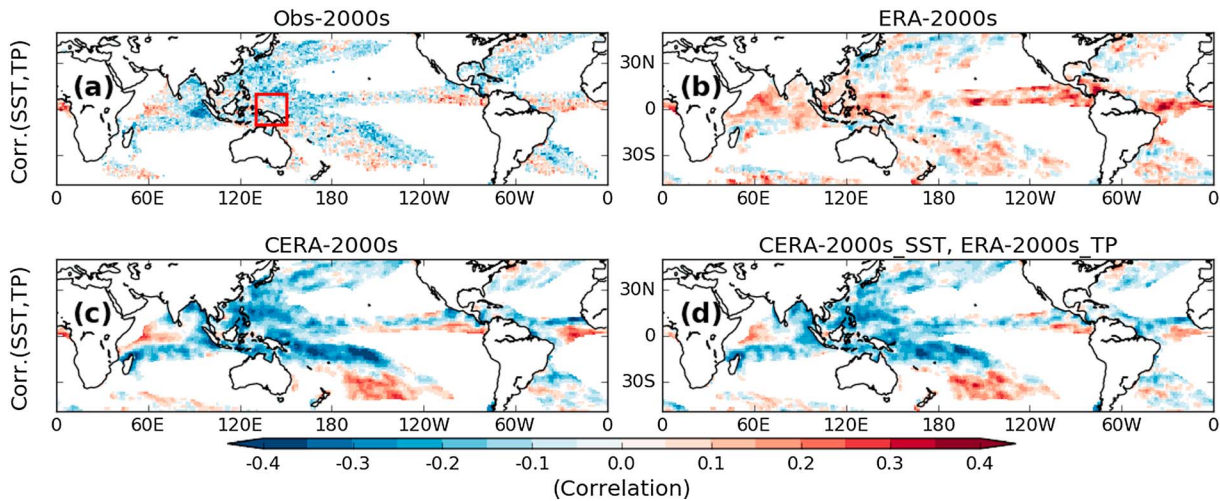 Obs-2000s
ERA-2000s
Corr.(SST,TP)
(a)
(b)
30N
0
30S
0 60E 120E 180 120W 60W 0
0 60E 120E 180 120W 60W 0
CERA-2000s
CERA-2000s_SST, ERA-2000s_TP
Corr.(SST,TP)
(c)
(d)
30N
0
30S
0 60E 120E 180 120W 60W 0
0 60E 120E 180 120W 60W 0
-0.4 -0.3 -0.2 -0.1 0.0 0.1 0.2 0.3 0.4
(Correlation)